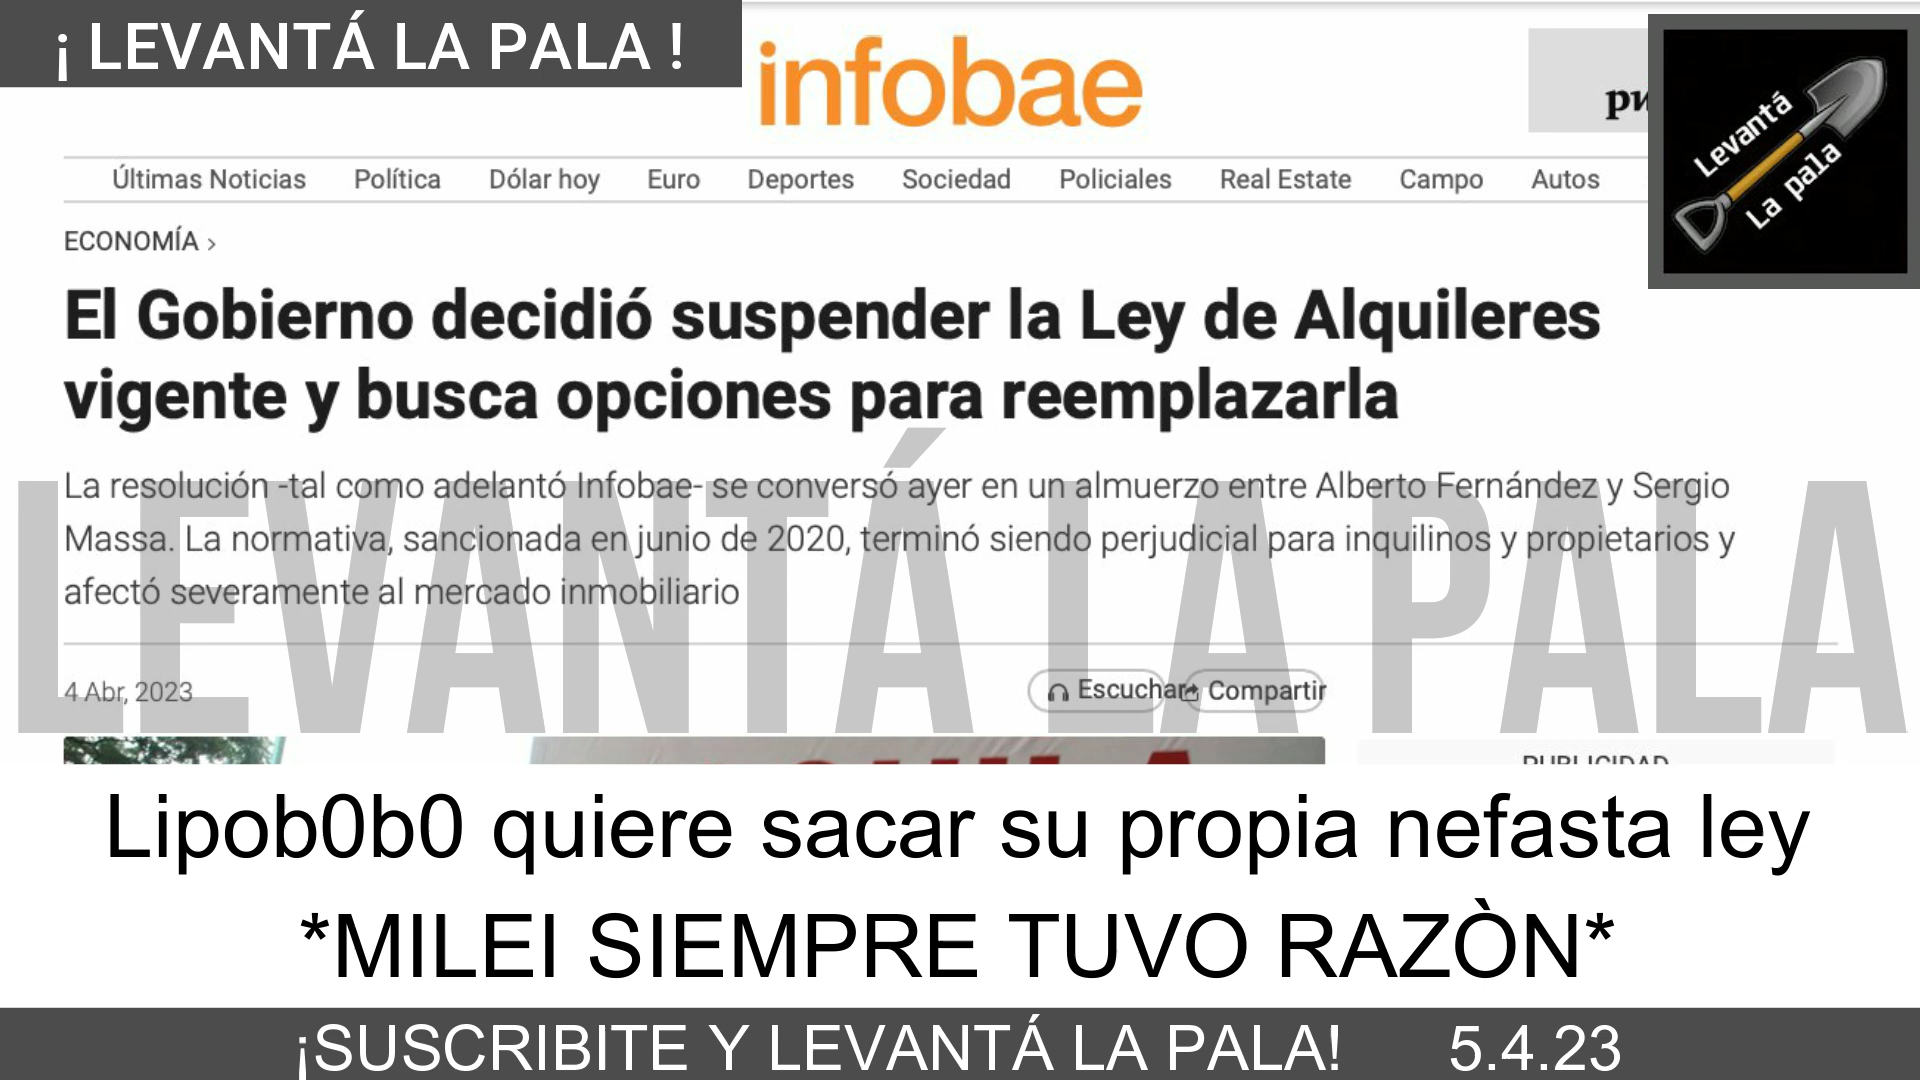 ¡ LEVANTÁ LA PALA !
infobae
Levantá
La pala
Últimas Noticias Política Dólar hoy Euro Deportes Sociedad Policiales Real Estate Campo Autos
ECONOMÍA >
El Gobierno decidió suspender la Ley de Alquileres
vigente y busca opciones para reemplazarla
La resolución -tal como adelantó Infobae- se conversó ayer en un almuerzo entre Alberto Fernández y Sergio
Massa. La normativa, sancionada en junio de 2020, terminó siendo perjudicial para inquilinos y propietarios y
afectó severamente al mercado inmobiliario
LEVANTÁ LA PALA
4 Abr, 2023
Escuchar Compartir
PUBLICIDAD
Lipob0b0 quiere sacar su propia nefasta ley
*MILEI SIEMPRE TUVO RAZÒN*
¡SUSCRIBITE Y LEVANTÁ LA PALA! 5.4.23